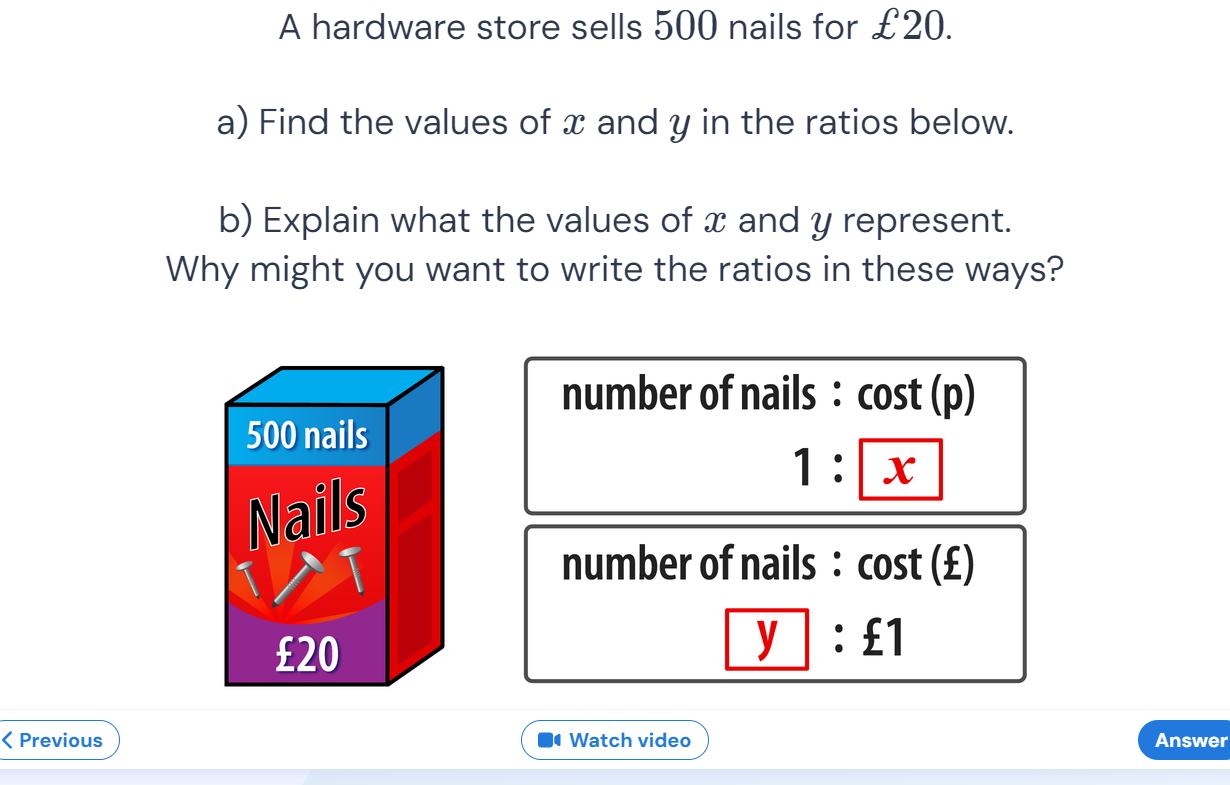 A hardware store sells 500 nails for £20.
a) Find the values of x and y in the ratios below.
b) Explain what the values of x and y represent.
Why might you want to write the ratios in these ways?
500 nails
Nails
£20
number of nails : cost (p)
1 : x
number of nails : cost (£)
y : £1
Previous
Watch video
Answer